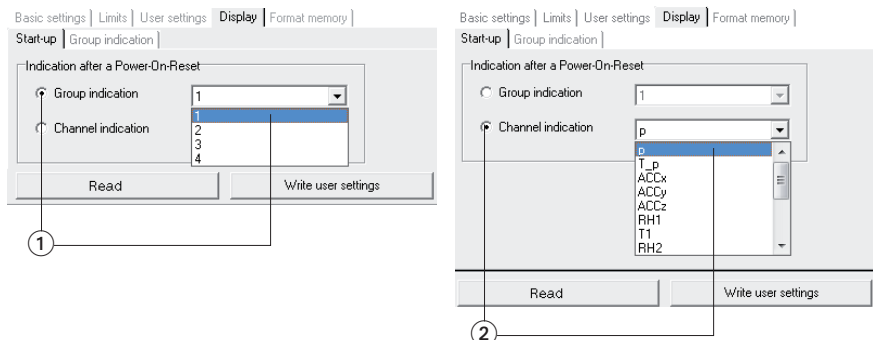 Basic settings Limits User settings Display Format memory
Start-up Group indication
Indication after a Power-On-Reset
Group indication 1
1
Channel indication 2
3
4
Read Write user settings
1
Basic settings Limits User settings Display Format memory
Start-up Group indication
Indication after a Power-On-Reset
Group indication 1
Channel indication p
p
T_p
ACCx
ACCy
ACCz
RH1
T1
RH2
Read Write user settings
2